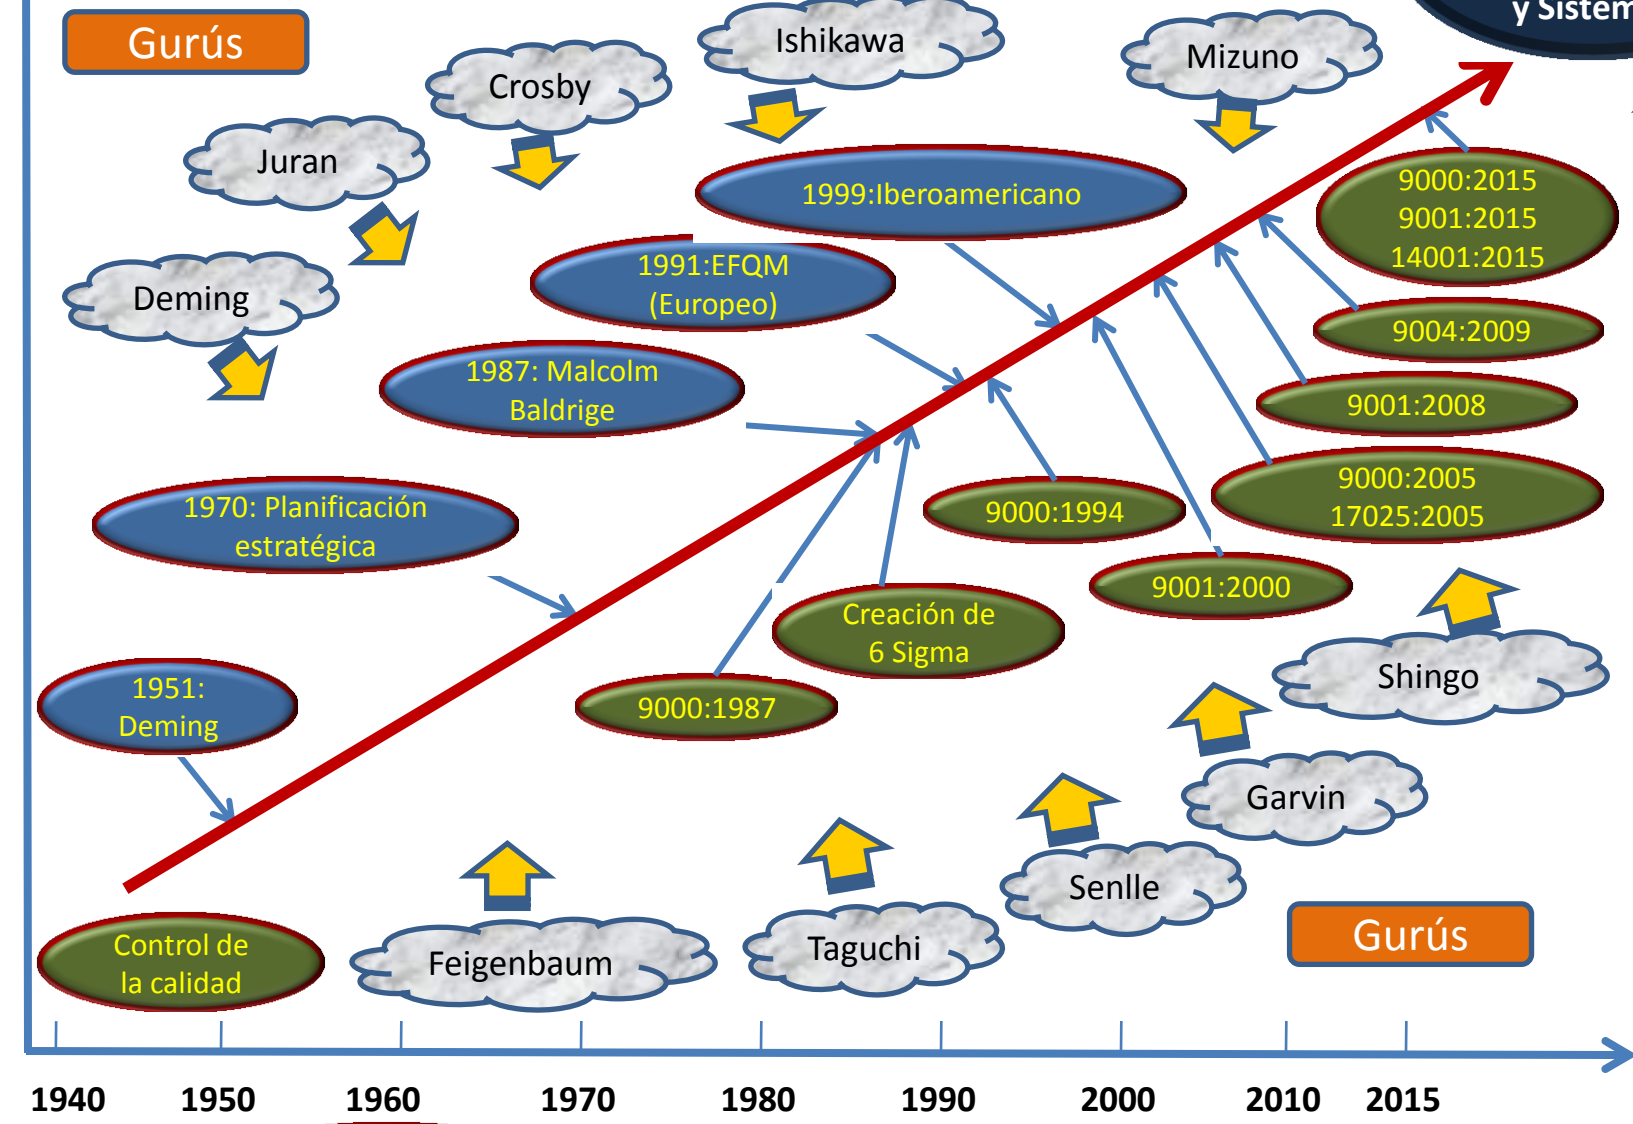 y Sistem
Gurús
Ishikawa
Mizuno
Crosby
Juran
Deming
1999:Iberoamericano
9000:2015
9001:2015
14001:2015
1991:EFQM
(Europeo)
9004:2009
1987: Malcolm
Baldrige
9001:2008
1970: Planificación
estratégica
9000:1994
9000:2005
17025:2005
9001:2000
Creación de
6 Sigma
1951:
Deming
9000:1987
Shingo
Garvin
Senlle
Control de
la calidad
Feigenbaum
Taguchi
Gurús
1940
1950
1960
1970
1980
1990
2000
2010
2015